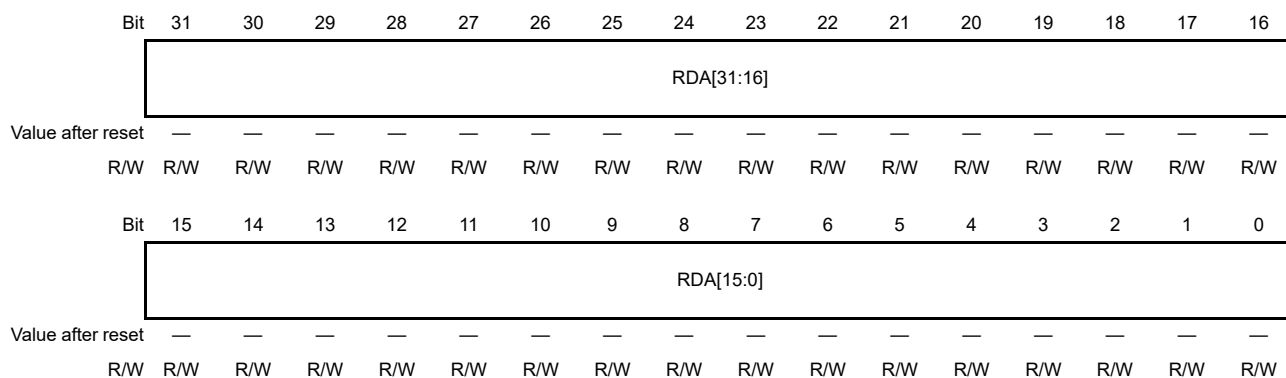 Bit 31 30 29 28 27 26 25 24 23 22 21 20 19 18 17 16
RDA[31:16]
Value after reset — — — — — — — — — — — — — — — —
R/W R/W R/W R/W R/W R/W R/W R/W R/W R/W R/W R/W R/W R/W R/W R/W R/W
Bit 15 14 13 12 11 10 9 8 7 6 5 4 3 2 1 0
RDA[15:0]
Value after reset — — — — — — — — — — — — — — — —
R/W R/W R/W R/W R/W R/W R/W R/W R/W R/W R/W R/W R/W R/W R/W R/W R/W